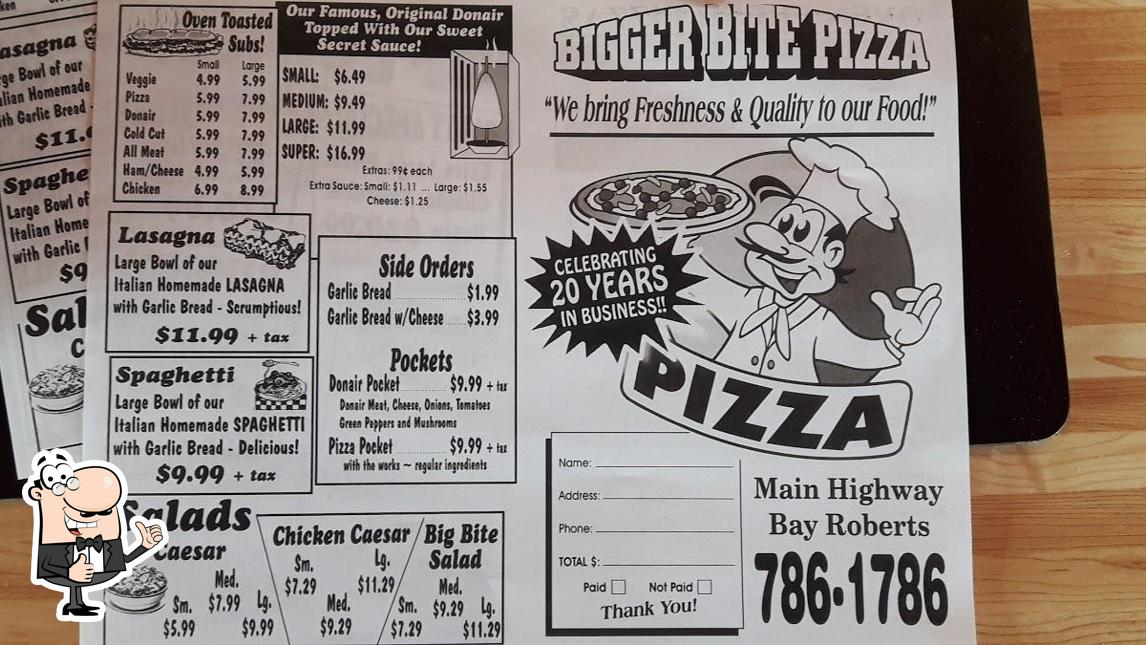 ken
asagna
ge Bowl of our
alian Homemade
th Garlic Bread -
$11.
Spaghe
Large Bowl of
Italian Home
with Garlic
$9
Sal
C
Oven Toasted
Subs!
Small Large
Veggie 4.99 5.99
Pizza 5.99 7.99
Donair 5.99 7.99
Cold Cut 5.99 7.99
All Meat 5.99 7.99
Ham/Cheese 4.99 5.99
Chicken 6.99 8.99
Our Famous, Original Donair
Topped With Our Sweet
Secret Sauce!
SMALL: $6.49
MEDIUM: $9.49
LARGE: $11.99
SUPER: $16.99
Extras: 99¢ each
Extra Sauce: Small: $1.11 ... Large: $1.55
Cheese: $1.25
Lasagna
Large Bowl of our
Italian Homemade LASAGNA
with Garlic Bread - Scrumptious!
$11.99 + tax
Spaghetti
Large Bowl of our
Italian Homemade SPAGHETTI
with Garlic Bread - Delicious!
$9.99 + tax
Side Orders
Garlic Bread $1.99
Garlic Bread w/Cheese $3.99
Pockets
Donair Pocket $9.99 + tax
Donair Meat, Cheese, Onions, Tomatoes
Green Peppers and Mushrooms
Pizza Pocket $9.99 + tax
with the works ~ regular ingredients
Salads
Caesar
Sm. $5.99
Med. $7.99
Lg. $9.99
Chicken Caesar
Sm. $7.29
Med. $9.29
Lg. $11.29
Big Bite
Salad
Sm. $7.29
Med. $9.29
Lg. $11.29
BIGGER BITE PIZZA
"We bring Freshness & Quality to our Food!"
CELEBRATING
20 YEARS
IN BUSINESS!!
PIZZA
Name:
Address:
Phone:
TOTAL $:
Paid Not Paid
Thank You!
Main Highway
Bay Roberts
786-1786